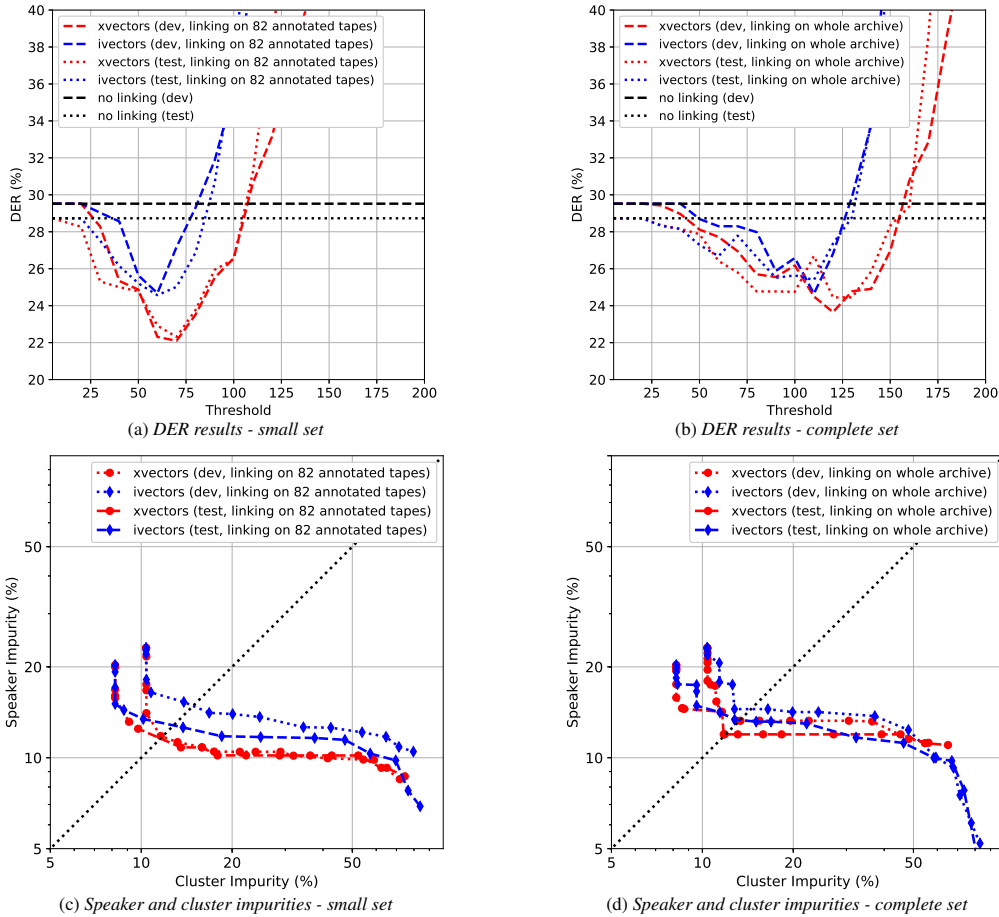 40
38
36
34
32
30
28
26
24
22
20
DER (%)
xvectors (dev, linking on 82 annotated tapes)
ivectors (dev, linking on 82 annotated tapes)
xvectors (test, linking on 82 annotated tapes)
ivectors (test, linking on 82 annotated tapes)
no linking (dev)
no linking (test)
25 50 75 100 125 150 175 200
Threshold
(a) DER results - small set
40
38
36
34
32
30
28
26
24
22
20
DER (%)
xvectors (dev, linking on whole archive)
ivectors (dev, linking on whole archive)
xvectors (test, linking on whole archive)
ivectors (test, linking on whole archive)
no linking (dev)
no linking (test)
25 50 75 100 125 150 175 200
Threshold
(b) DER results - complete set
50
20
10
5
Speaker Impurity (%)
xvectors (dev, linking on 82 annotated tapes)
ivectors (dev, linking on 82 annotated tapes)
xvectors (test, linking on 82 annotated tapes)
ivectors (test, linking on 82 annotated tapes)
5 10 20 50
Cluster Impurity (%)
(c) Speaker and cluster impurities - small set
50
20
10
5
Speaker Impurity (%)
xvectors (dev, linking on whole archive)
ivectors (dev, linking on whole archive)
xvectors (test, linking on whole archive)
ivectors (test, linking on whole archive)
5 10 20 50
Cluster Impurity (%)
(d) Speaker and cluster impurities - complete set